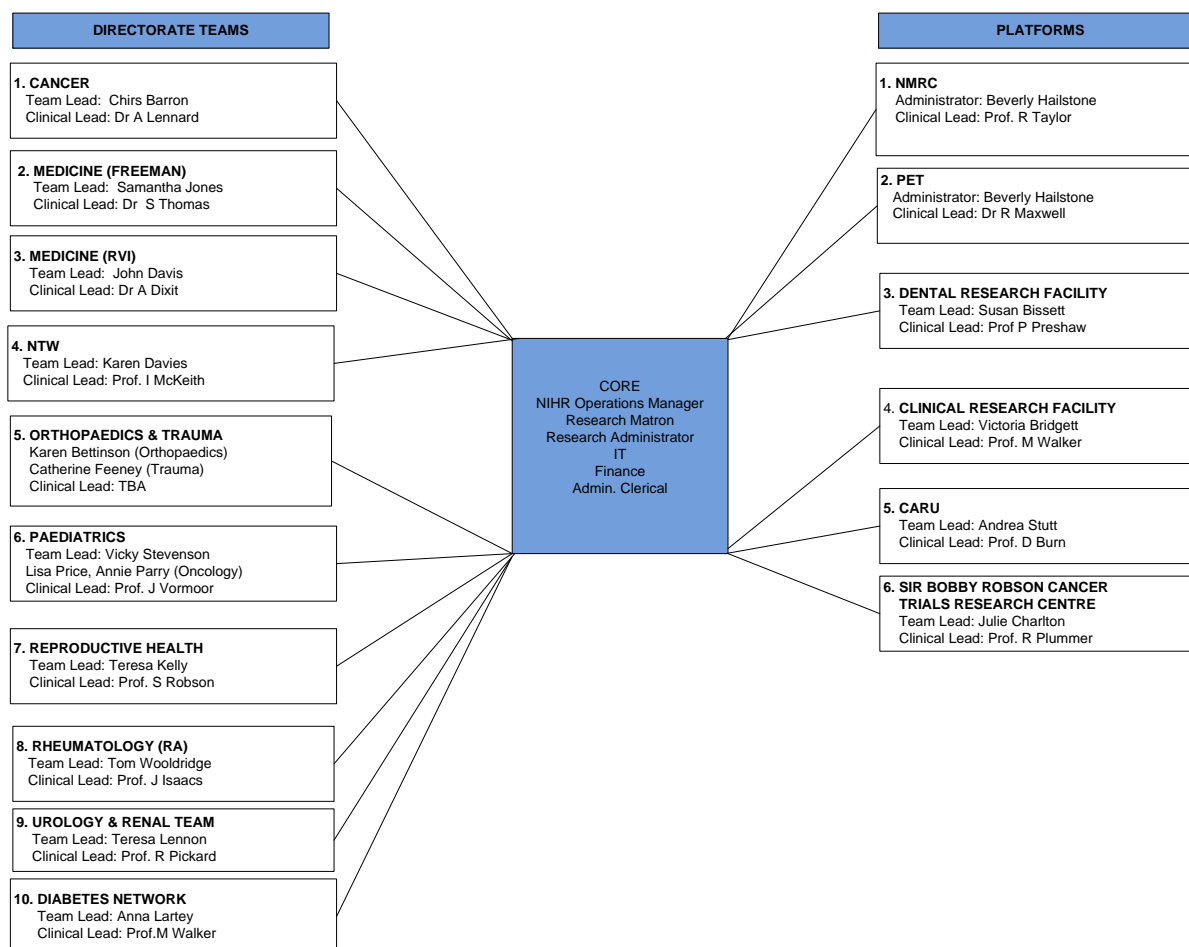 DIRECTORATE TEAMS
1. CANCER
Team Lead:  Chirs Barron
Clinical Lead: Dr A Lennard
2. MEDICINE (FREEMAN)
Team Lead:  Samantha Jones
Clinical Lead: Dr  S Thomas
3. MEDICINE (RVI)
Team Lead:  John Davis
Clinical Lead: Dr A Dixit
4. NTW
Team Lead: Karen Davies
Clinical Lead: Prof. I McKeith
5. ORTHOPAEDICS & TRAUMA
Karen Bettinson (Orthopaedics)
Catherine Feeney (Trauma)
Clinical Lead: TBA
6. PAEDIATRICS
Team Lead: Vicky Stevenson
Lisa Price, Annie Parry (Oncology)
Clinical Lead: Prof. J Vormoor
7. REPRODUCTIVE HEALTH
Team Lead: Teresa Kelly
Clinical Lead: Prof. S Robson
8. RHEUMATOLOGY (RA)
Team Lead: Tom Wooldridge
Clinical Lead: Prof. J Isaacs
9. UROLOGY & RENAL TEAM
Team Lead: Teresa Lennon
Clinical Lead: Prof. R Pickard
10. DIABETES NETWORK
Team Lead: Anna Lartey
Clinical Lead: Prof.M Walker
CORE
NIHR Operations Manager
Research Matron
Research Administrator
IT
Finance
Admin. Clerical
PLATFORMS
1. NMRC
Administrator: Beverly Hailstone
Clinical Lead: Prof. R Taylor
2. PET
Administrator: Beverly Hailstone
Clinical Lead: Dr R Maxwell
3. DENTAL RESEARCH FACILITY
Team Lead: Susan Bissett
Clinical Lead: Prof P Preshaw
4. CLINICAL RESEARCH FACILITY
Team Lead: Victoria Bridgett
Clinical Lead: Prof. M Walker
5. CARU
Team Lead: Andrea Stutt
Clinical Lead: Prof. D Burn
6. SIR BOBBY ROBSON CANCER
TRIALS RESEARCH CENTRE
Team Lead: Julie Charlton
Clinical Lead: Prof. R Plummer